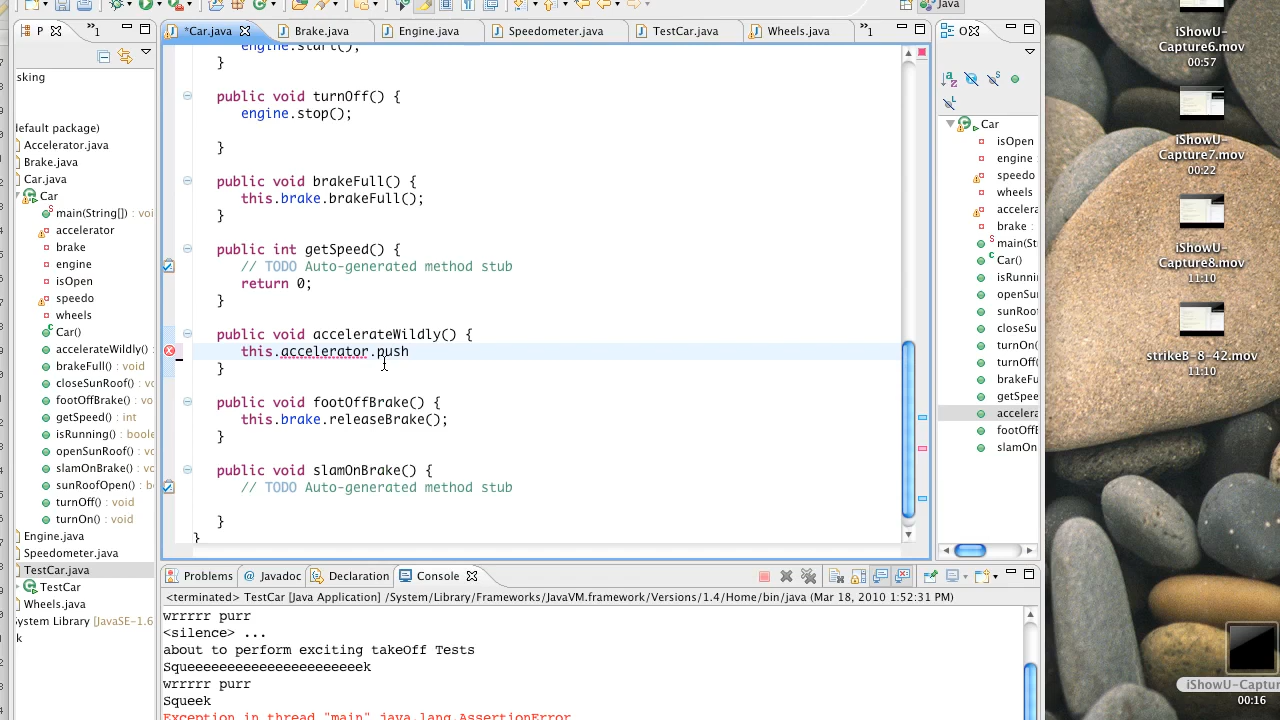 Java
P
»1
*Car.java
Brake.java
Engine.java
Speedometer.java
TestCar.java
Wheels.java
»1
sking
default package)
Accelerator.java
Brake.java
Car.java
Car
main(String[]) : voi
accelerator
brake
engine
isOpen
speedo
wheels
Car()
accelerateWildly() :
brakeFull() : void
closeSunRoof() : vo
footOffBrake() : vo
getSpeed() : int
isRunning() : boole
openSunRoof() : vo
slamOnBrake() : vo
sunRoofOpen() : bo
turnOff() : void
turnOn() : void
Engine.java
Speedometer.java
TestCar.java
TestCar
Wheels.java
System Library [JavaSE-1.6
k
engine.start();
}
public void turnOff() {
engine.stop();
}
public void brakeFull() {
this.brake.brakeFull();
}
public int getSpeed() {
// TODO Auto-generated method stub
return 0;
}
public void accelerateWildly() {
this.accelerator.push
}
public void footOffBrake() {
this.brake.releaseBrake();
}
public void slamOnBrake() {
// TODO Auto-generated method stub
}
}
O
Car
isOpen
engine
speedo
wheels
accelera
brake
main(St
Car()
isRunnin
openSun
sunRoof
closeSu
turnOn(
turnOff
brakeFu
getSpee
accelera
footOffB
slamOn
Problems
@ Javadoc
Declaration
Console
<terminated> TestCar [Java Application] /System/Library/Frameworks/JavaVM.framework/Versions/1.4/Home/bin/java (Mar 18, 2010 1:52:31 PM)
wrrrrr purr
<silence> ...
about to perform exciting takeOff Tests
Squeeeeeeeeeeeeeeeeeeeeeek
wrrrrr purr
Squeek
Exception in thread "main" java.lang.AssertionError
iShowU-
Capture6.mov
00:57
iShowU-
Capture7.mov
00:22
iShowU-
Capture8.mov
11:10
strikeB-8-42.mov
11:10
iShowU-Captur
00:16